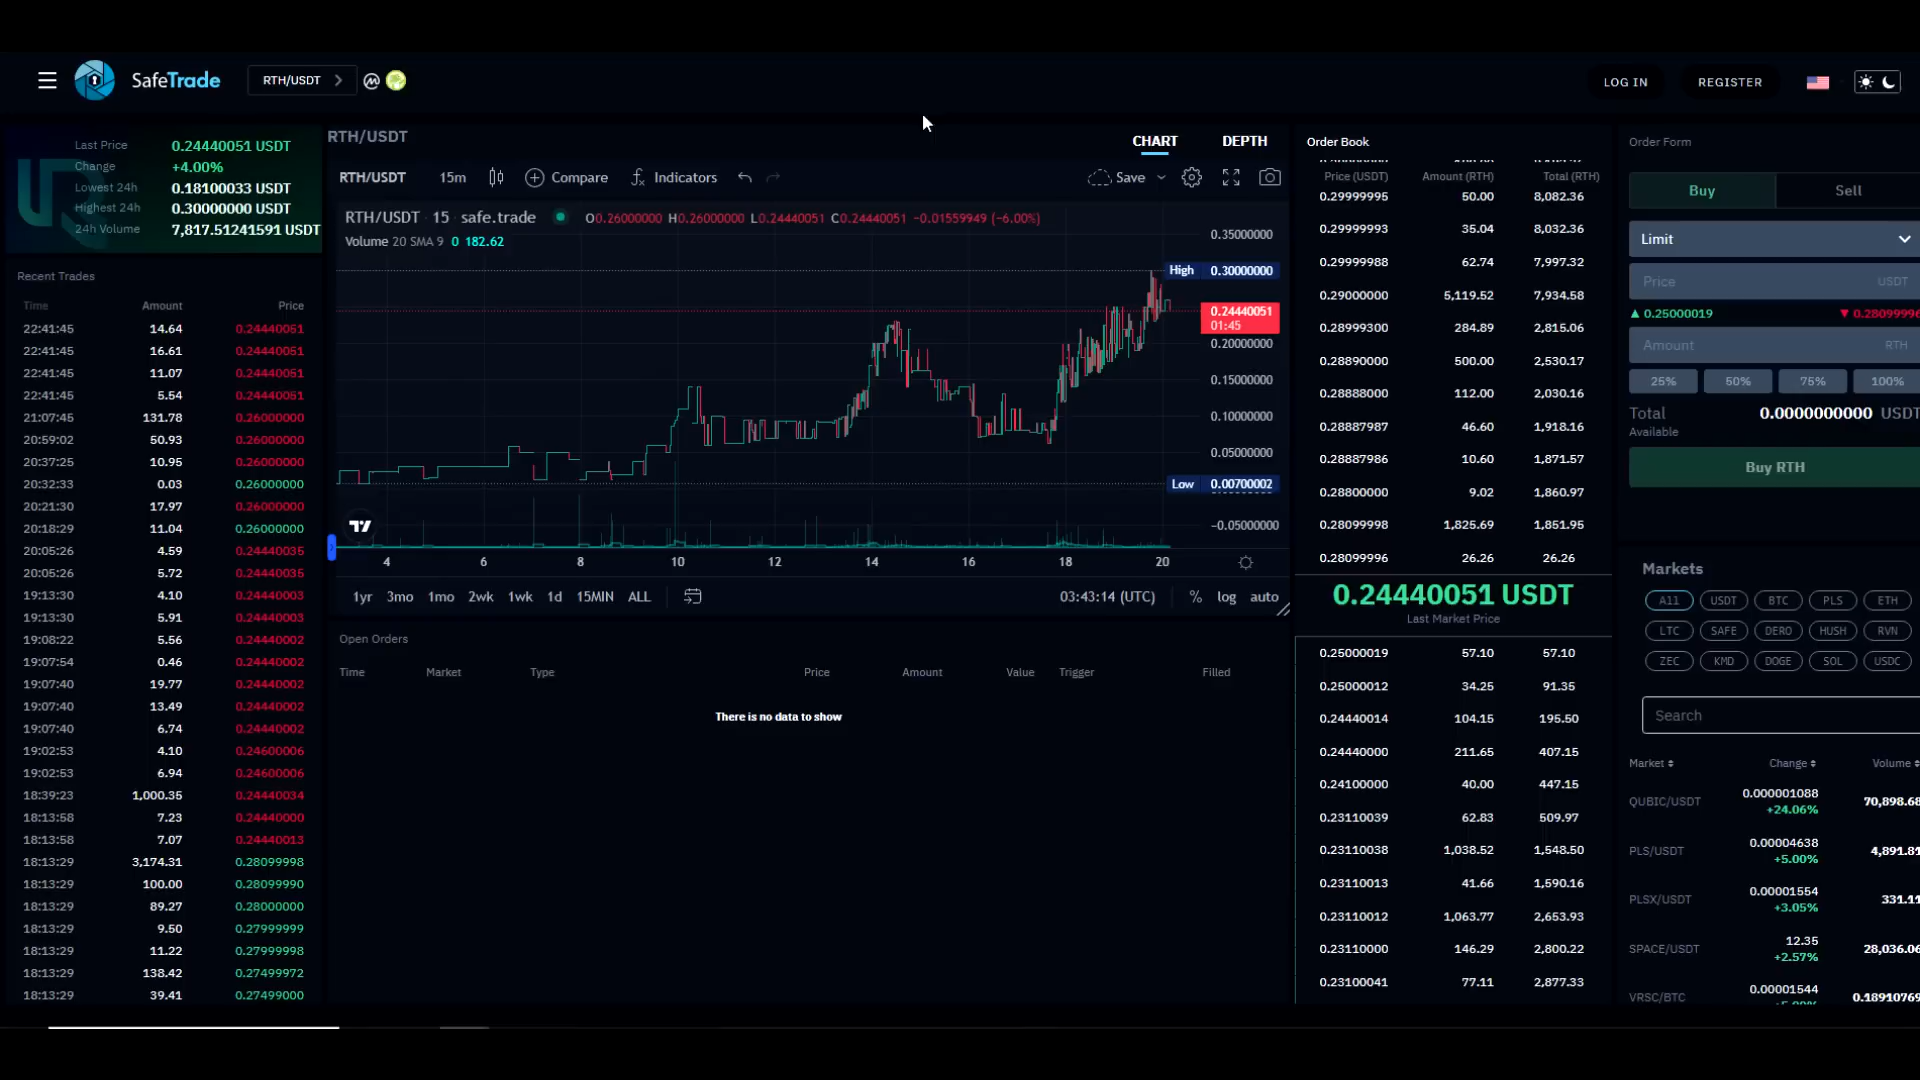 SafeTrade
RTH/USDT
LOG IN
REGISTER
Last Price 0.24440051 USDT
Change +4.00%
Lowest 24h 0.18100033 USDT
Highest 24h 0.30000000 USDT
24h Volume 7,817.51241591 USDT
Recent Trades
Time Amount Price
22:41:45 14.64 0.24440051
22:41:45 16.61 0.24440051
22:41:45 11.07 0.24440051
22:41:45 5.54 0.24440051
21:07:45 131.78 0.26000000
20:59:02 50.93 0.26000000
20:37:25 10.95 0.26000000
20:32:33 0.03 0.26000000
20:21:30 17.97 0.26000000
20:18:29 11.04 0.26000000
20:05:26 4.59 0.24440035
20:05:26 5.72 0.24440035
19:13:30 4.10 0.24440003
19:13:30 5.91 0.24440003
19:08:22 5.56 0.24440002
19:07:54 0.46 0.24440002
19:07:40 19.77 0.24440002
19:07:40 13.49 0.24440002
19:07:40 6.74 0.24440002
19:02:53 4.10 0.24600006
19:02:53 6.94 0.24600006
18:39:23 1,000.35 0.24440034
18:13:58 7.23 0.24440000
18:13:58 7.07 0.24440013
18:13:29 3,174.31 0.28099998
18:13:29 100.00 0.28099990
18:13:29 89.27 0.28000000
18:13:29 9.50 0.27999999
18:13:29 11.22 0.27999998
18:13:29 138.42 0.27499972
18:13:29 39.41 0.27499000
RTH/USDT
CHART DEPTH
RTH/USDT 15m Compare Indicators Save
RTH/USDT · 15 · safe.trade O0.26000000 H0.26000000 L0.24440051 C0.24440051 −0.01559949 (−6.00%)
Volume 20 SMA 9 0 182.62
0.35000000
High 0.30000000
0.24440051
01:45
0.20000000
0.15000000
0.10000000
0.05000000
Low 0.00700002
−0.05000000
4 6 8 10 12 14 16 18 20
1yr 3mo 1mo 2wk 1wk 1d 15MIN ALL
03:43:14 (UTC) % log auto
Open Orders
Time Market Type Price Amount Value Trigger Filled
There is no data to show
Order Book
Price (USDT) Amount (RTH) Total (RTH)
0.29999995 50.00 8,082.36
0.29999993 35.04 8,032.36
0.29999988 62.74 7,997.32
0.29000000 5,119.52 7,934.58
0.28999300 284.89 2,815.06
0.28890000 500.00 2,530.17
0.28888000 112.00 2,030.16
0.28887987 46.60 1,918.16
0.28887986 10.60 1,871.57
0.28800000 9.02 1,860.97
0.28099998 1,825.69 1,851.95
0.28099996 26.26 26.26
0.24440051 USDT
Last Market Price
0.25000019 57.10 57.10
0.25000012 34.25 91.35
0.24440014 104.15 195.50
0.24440000 211.65 407.15
0.24100000 40.00 447.15
0.23110039 62.83 509.97
0.23110038 1,038.52 1,548.50
0.23110013 41.66 1,590.16
0.23110012 1,063.77 2,653.93
0.23110000 146.29 2,800.22
0.23100041 77.11 2,877.33
Order Form
Buy Sell
Limit
Price USDT
▲ 0.25000019 ▼ 0.28099996
Amount RTH
25% 50% 75% 100%
Total 0.0000000000 USDT
Available
Buy RTH
Markets
All USDT BTC PLS ETH
LTC SAFE DERO HUSH RVN
ZEC KMD DOGE SOL USDC
Search
Market Change Volume
QUBIC/USDT 0.000001088 70,898.68
+24.06%
PLS/USDT 0.00004638 4,891.81
+5.00%
PLSX/USDT 0.00001554 331.11
+3.05%
SPACE/USDT 12.35 28,036.06
+2.57%
VRSC/BTC 0.00001544 0.18910769